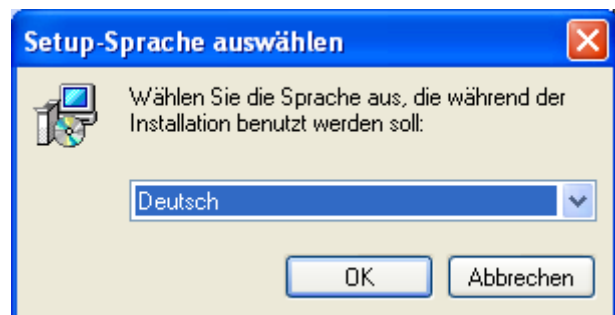 Setup-Sprache auswählen
Wählen Sie die Sprache aus, die während der
Installation benutzt werden soll:
Deutsch
OK
Abbrechen